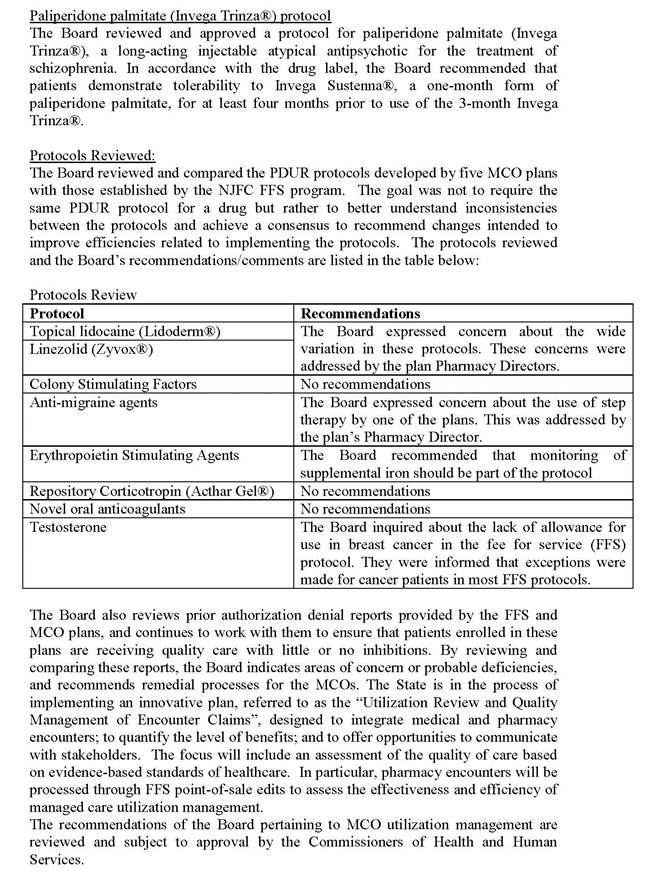 Paliperidone palmitate (Invega Trinza®) protocol
The Board reviewed and approved a protocol for paliperidone palmitate (Invega
Trinza®), a long-acting injectable atypical antipsychotic for the treatment of
schizophrenia. In accordance with the drug label, the Board recommended that
patients demonstrate tolerability to Invega Sustenna®, a one-month form of
paliperidone palmitate, for at least four months prior to use of the 3-month Invega
Trinza®.
Protocols Reviewed:
The Board reviewed and compared the PDUR protocols developed by five MCO plans
with those established by the NJFC FFS program. The goal was not to require the
same PDUR protocol for a drug but rather to better understand inconsistencies
between the protocols and achieve a consensus to recommend changes intended to
improve efficiencies related to implementing the protocols. The protocols reviewed
and the Board's recommendations/comments are listed in the table below:
Protocols Review
Protocol Recommendations
Topical lidocaine (Lidoderm®) The Board expressed concern about the wide
Linezolid (Zyvox®) variation in these protocols. These concerns were
addressed by the plan Pharmacy Directors.
Colony Stimulating Factors No recommendations
Anti-migraine agents The Board expressed concern about the use of step
therapy by one of the plans. This was addressed by
the plan's Pharmacy Director.
Erythropoietin Stimulating Agents The Board recommended that monitoring of
supplemental iron should be part of the protocol
Repository Corticotropin (Acthar Gel®) No recommendations
Novel oral anticoagulants No recommendations
Testosterone The Board inquired about the lack of allowance for
use in breast cancer in the fee for service (FFS)
protocol. They were informed that exceptions were
made for cancer patients in most FFS protocols.
The Board also reviews prior authorization denial reports provided by the FFS and
MCO plans, and continues to work with them to ensure that patients enrolled in these
plans are receiving quality care with little or no inhibitions. By reviewing and
comparing these reports, the Board indicates areas of concern or probable deficiencies,
and recommends remedial processes for the MCOs. The State is in the process of
implementing an innovative plan, referred to as the “Utilization Review and Quality
Management of Encounter Claims”, designed to integrate medical and pharmacy
encounters; to quantify the level of benefits; and to offer opportunities to communicate
with stakeholders. The focus will include an assessment of the quality of care based
on evidence-based standards of healthcare. In particular, pharmacy encounters will be
processed through FFS point-of-sale edits to assess the effectiveness and efficiency of
managed care utilization management.
The recommendations of the Board pertaining to MCO utilization management are
reviewed and subject to approval by the Commissioners of Health and Human
Services.